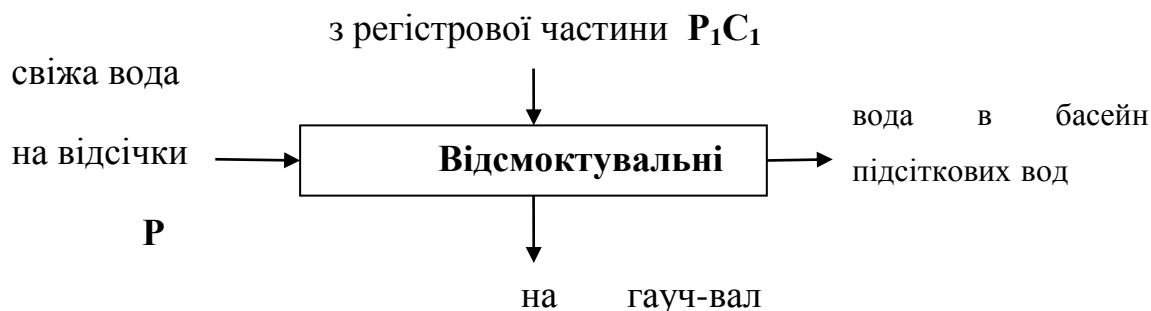 з регістрової частини P₁C₁
свіжа вода
на відсічки
P
Відсмоктувальні
вода в басейн
підсіткових вод
на гауч-вал